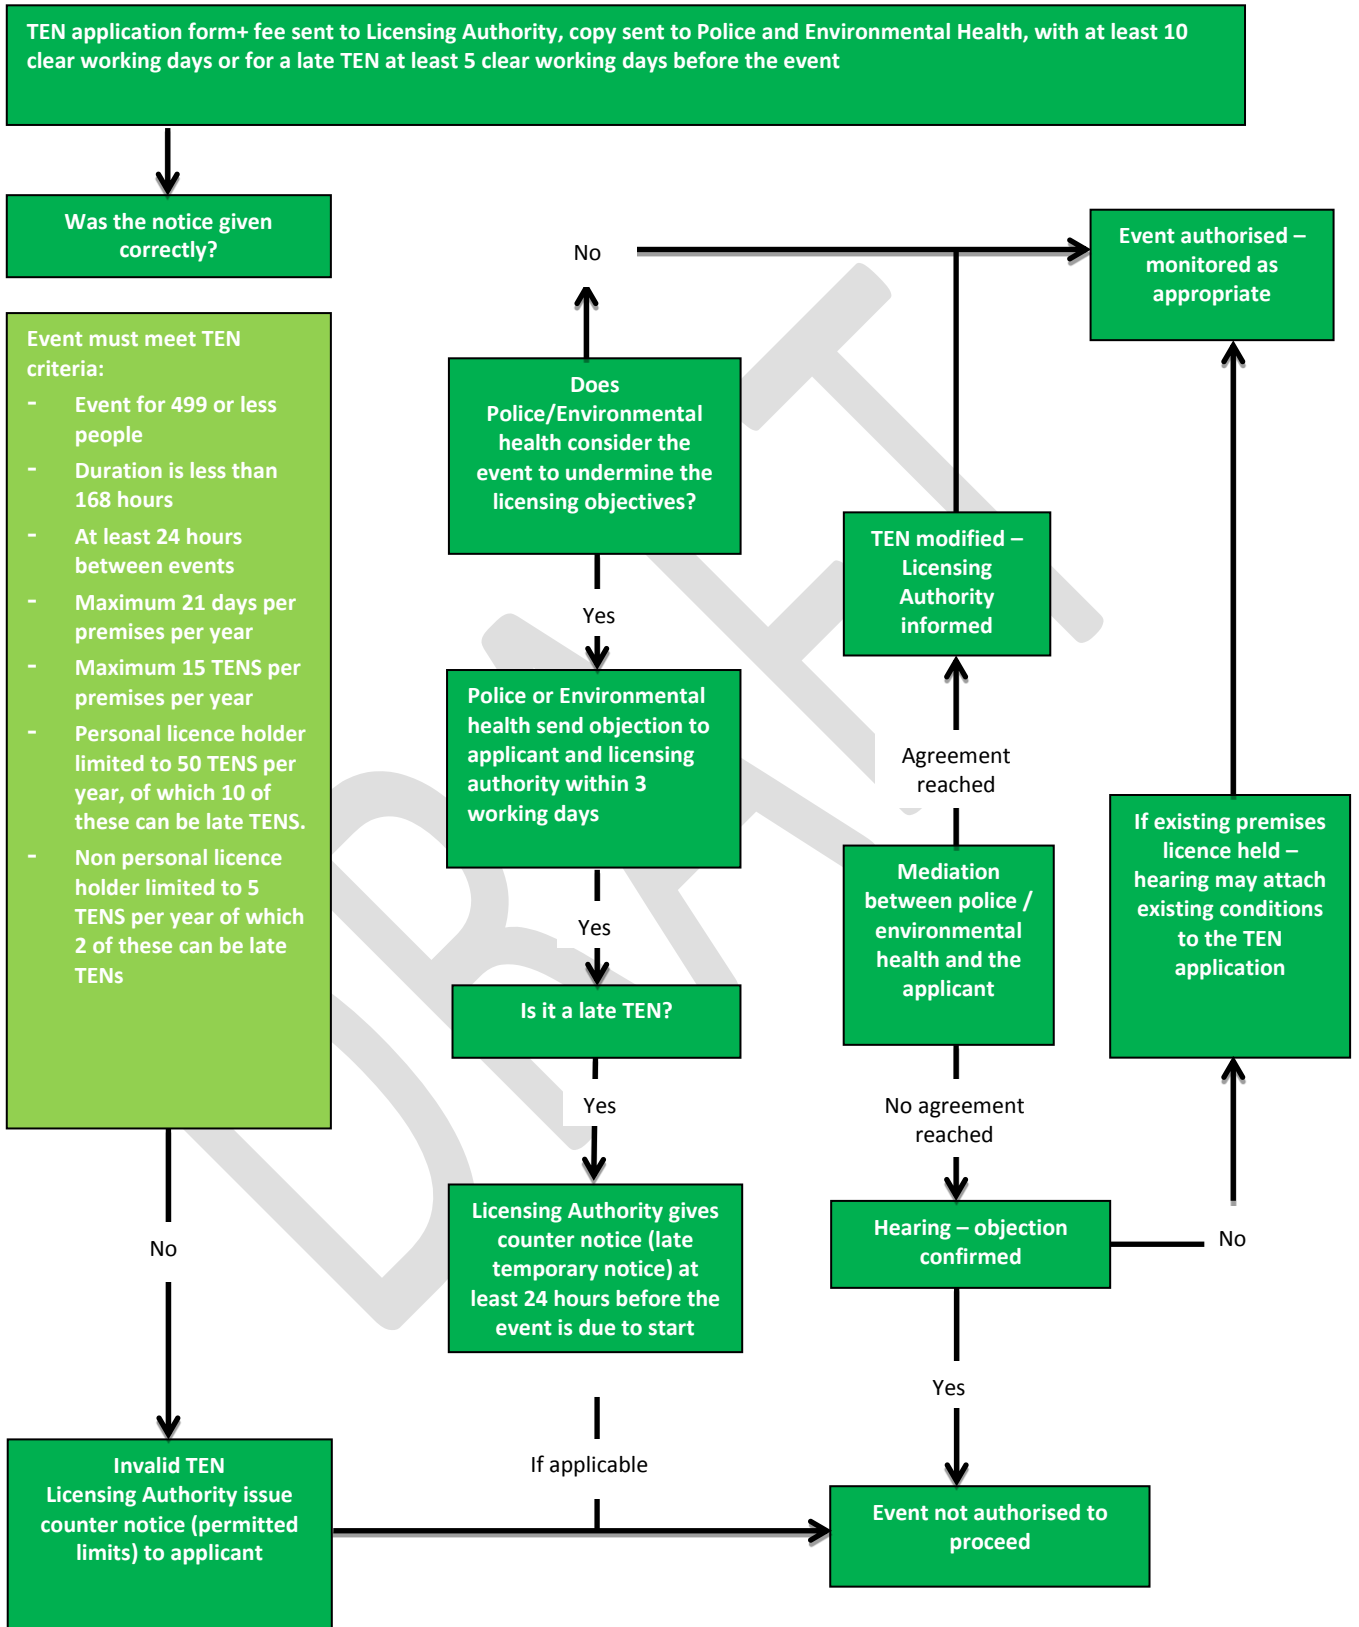 TEN application form+ fee sent to Licensing Authority, copy sent to Police and Environmental Health, with at least 10
clear working days or for a late TEN at least 5 clear working days before the event
Was the notice given
correctly?
Event must meet TEN
criteria:
- Event for 499 or less
people
- Duration is less than
168 hours
- At least 24 hours
between events
- Maximum 21 days per
premises per year
- Maximum 15 TENS per
premises per year
- Personal licence holder
limited to 50 TENS per
year, of which 10 of
these can be late TENS.
- Non personal licence
holder limited to 5
TENS per year of which
2 of these can be late
TENs
No
Invalid TEN
Licensing Authority issue
counter notice (permitted
limits) to applicant
No
Does
Police/Environmental
health consider the
event to undermine the
licensing objectives?
Yes
Police or Environmental
health send objection to
applicant and licensing
authority within 3
working days
Yes
Is it a late TEN?
Yes
Licensing Authority gives
counter notice (late
temporary notice) at
least 24 hours before the
event is due to start
If applicable
Event authorised –
monitored as
appropriate
TEN modified –
Licensing
Authority
informed
Agreement
reached
Mediation
between police /
environmental
health and the
applicant
No agreement
reached
Hearing – objection
confirmed
Yes
Event not authorised to
proceed
If existing premises
licence held –
hearing may attach
existing conditions
to the TEN
application
No
DRAFT